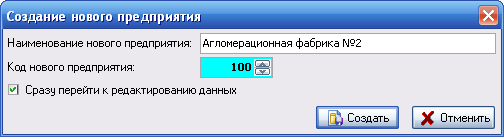 Создание нового предприятия
Наименование нового предприятия: Агломерационная фабрика №2
Код нового предприятия: 100
Сразу перейти к редактированию данных
Создать Отменить